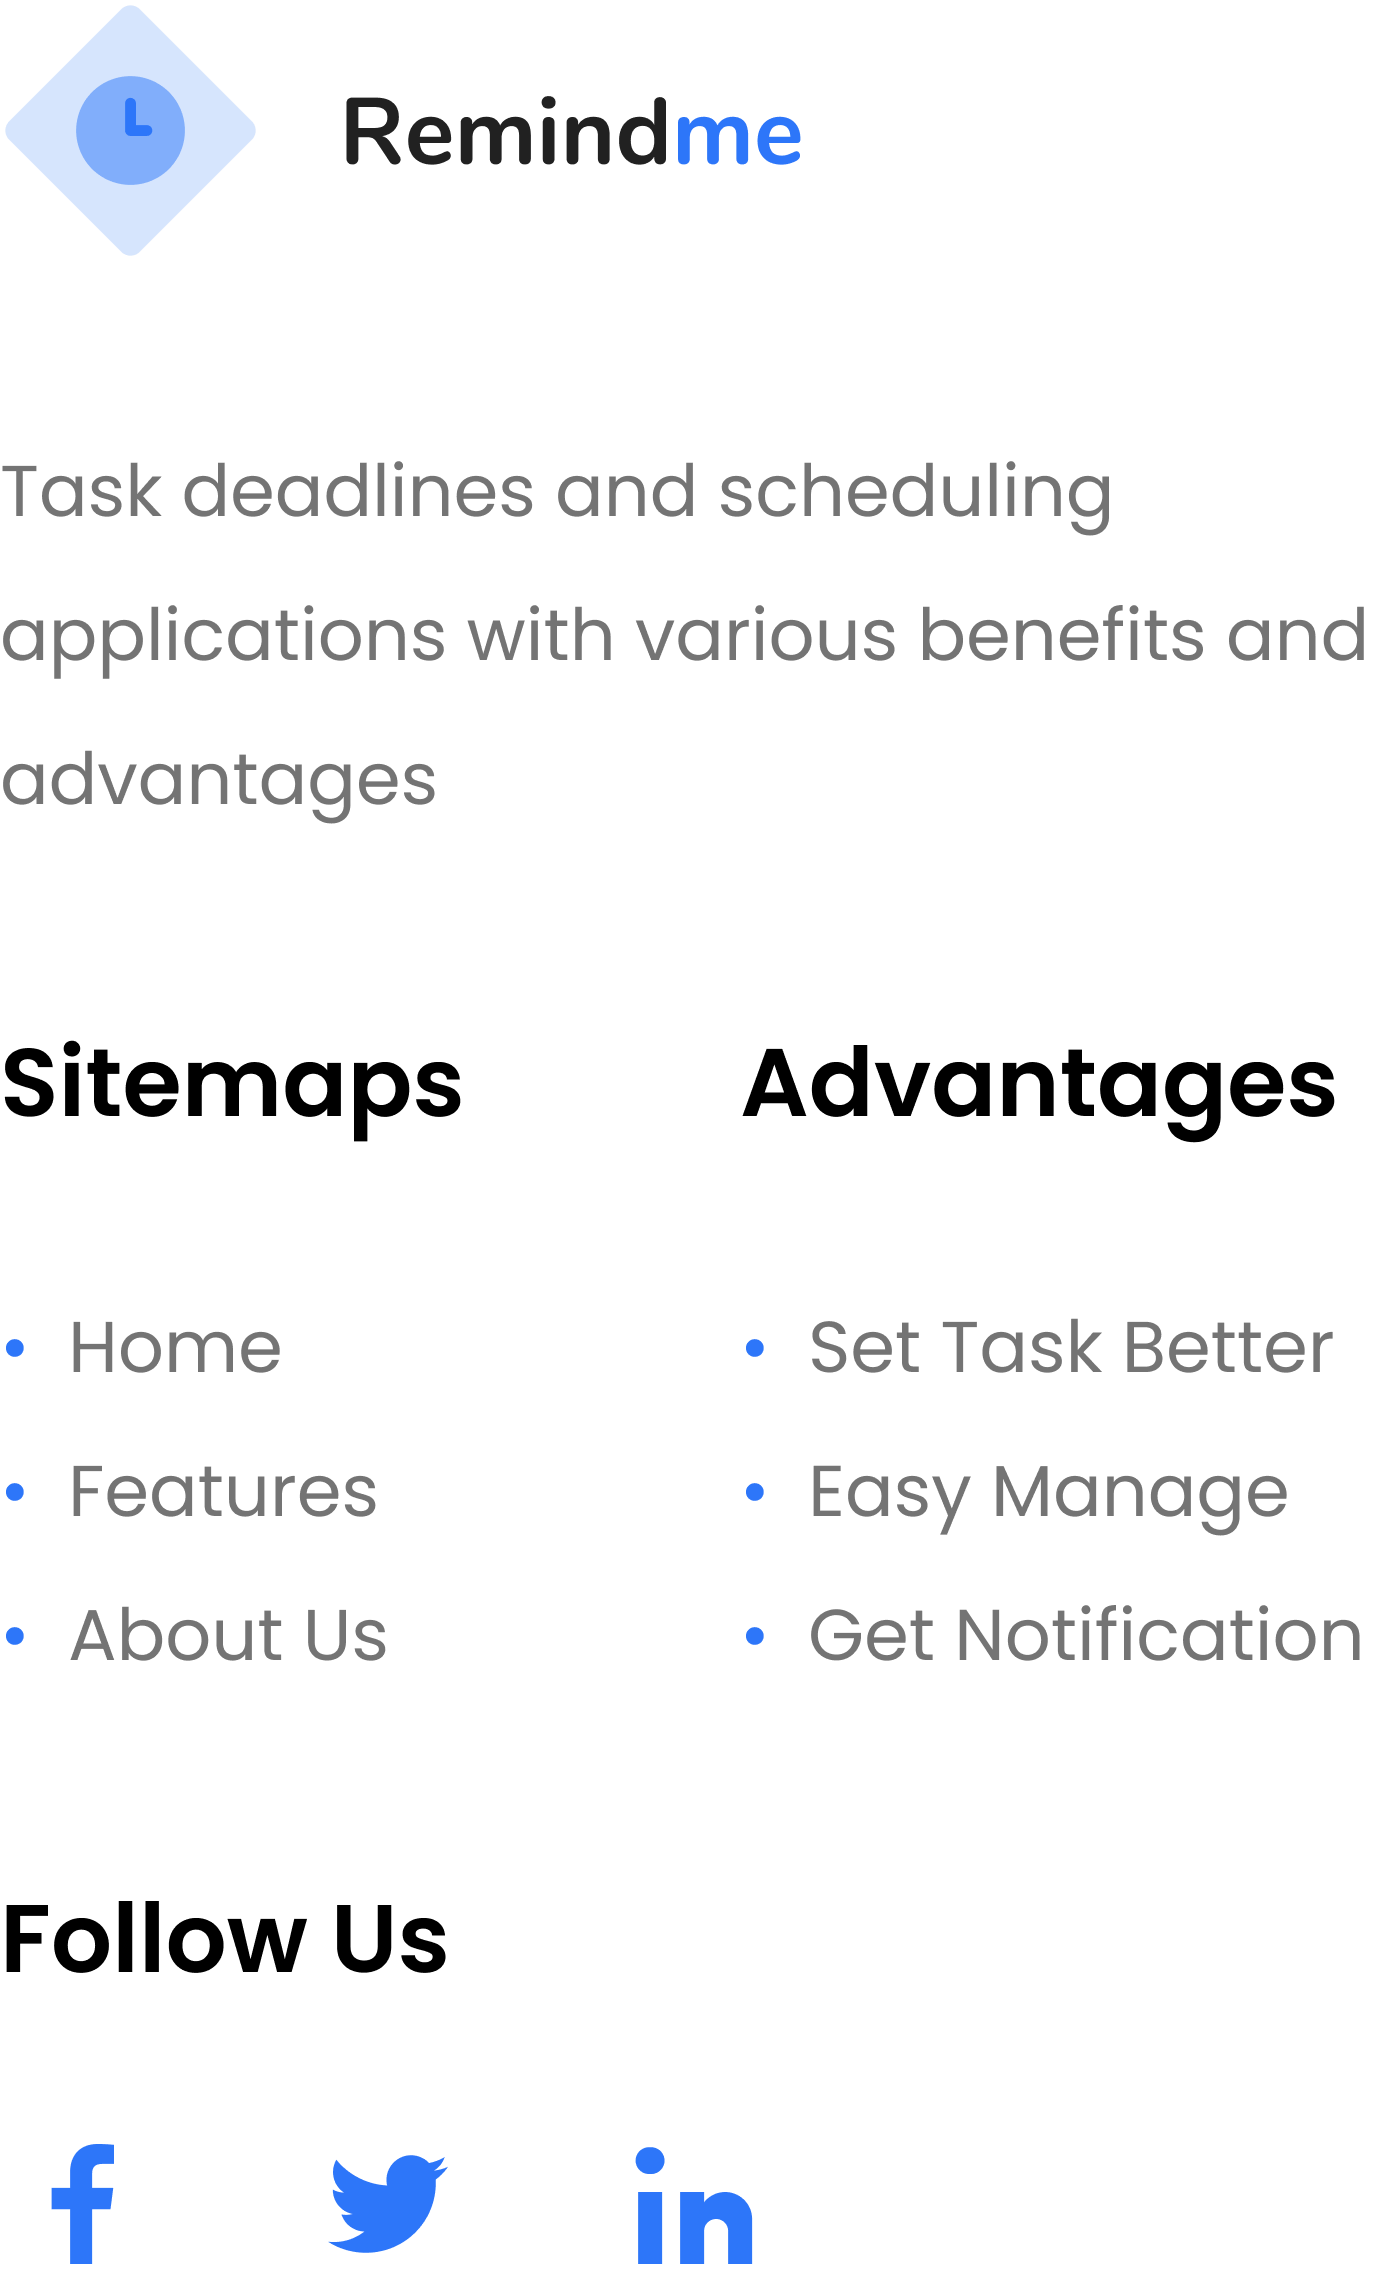 Remindme
Task deadlines and scheduling
applications with various benefits and
advantages
Sitemaps
Home
Features
About Us
Advantages
Set Task Better
Easy Manage
Get Notification
Follow Us